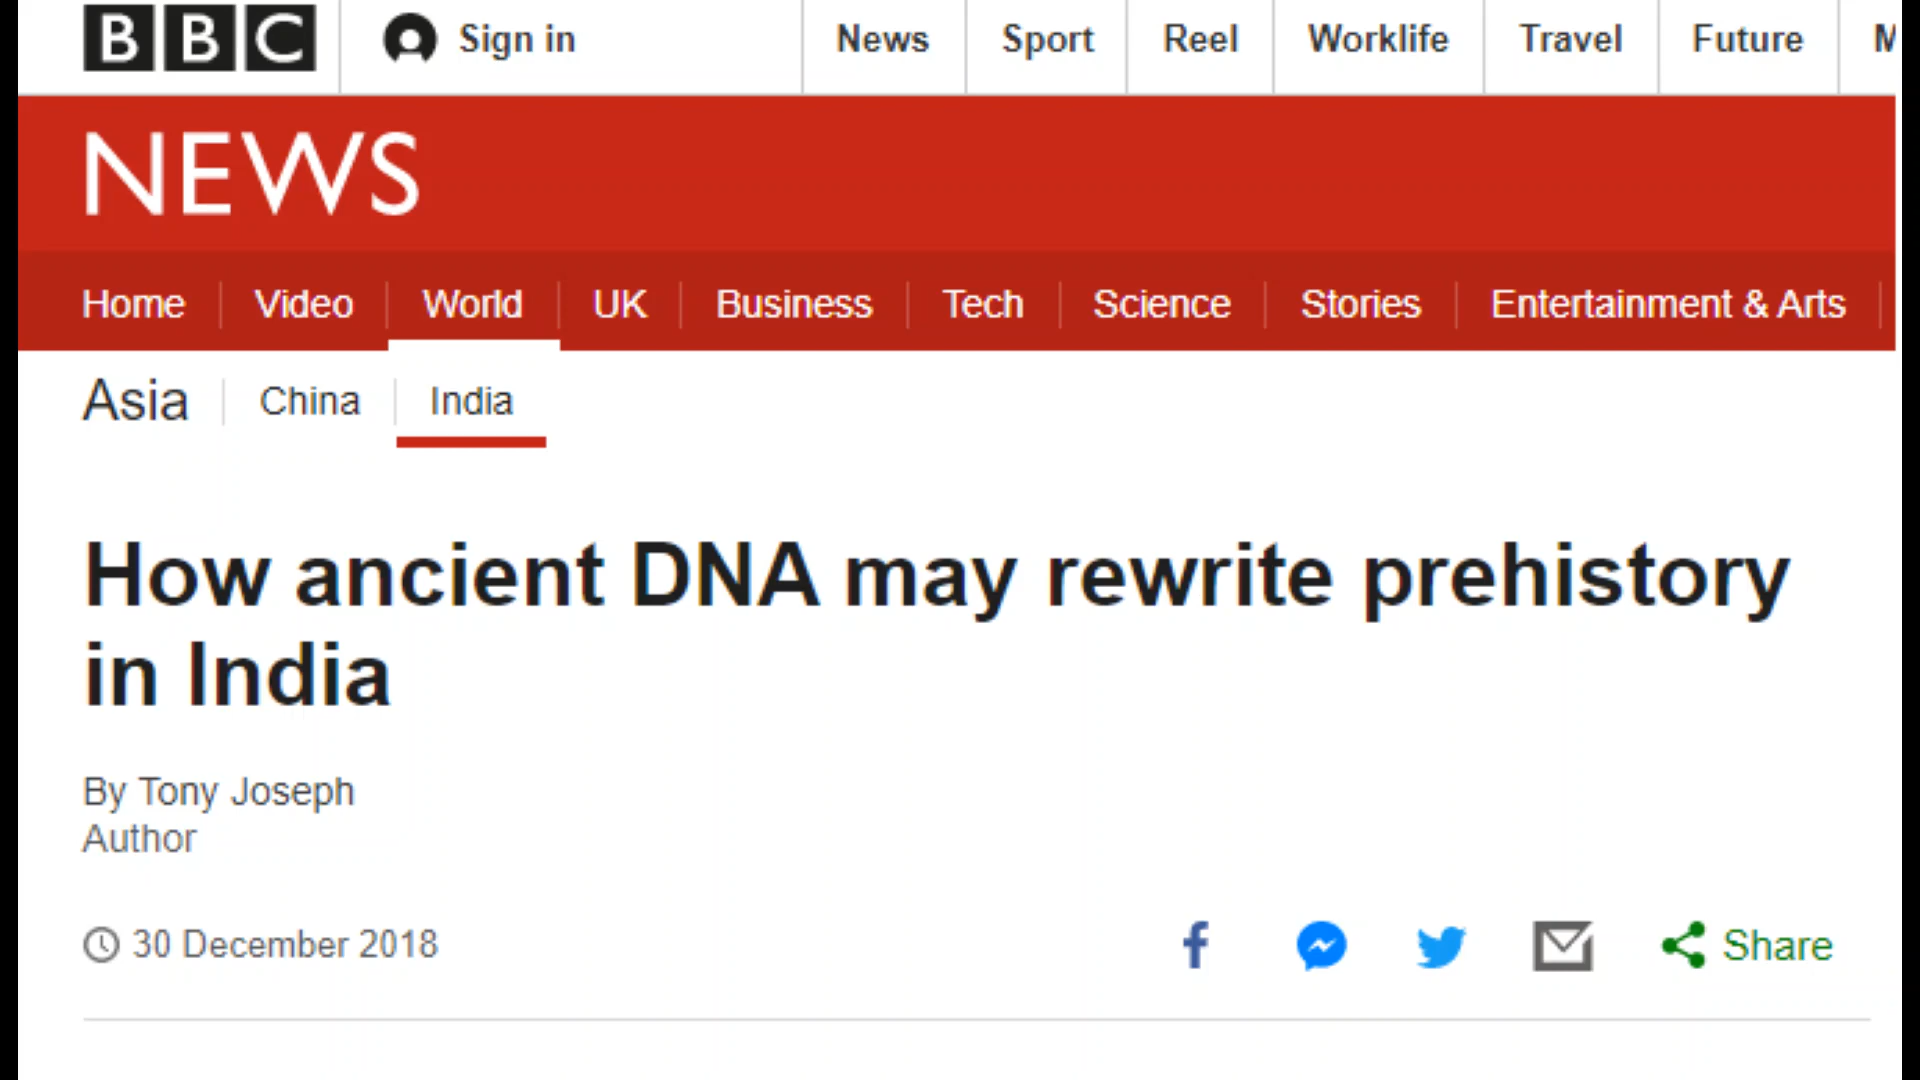 BBC Sign in News Sport Reel Worklife Travel Future
NEWS
Home Video World UK Business Tech Science Stories Entertainment & Arts
Asia China India
How ancient DNA may rewrite prehistory
in India
By Tony Joseph
Author
30 December 2018 Share